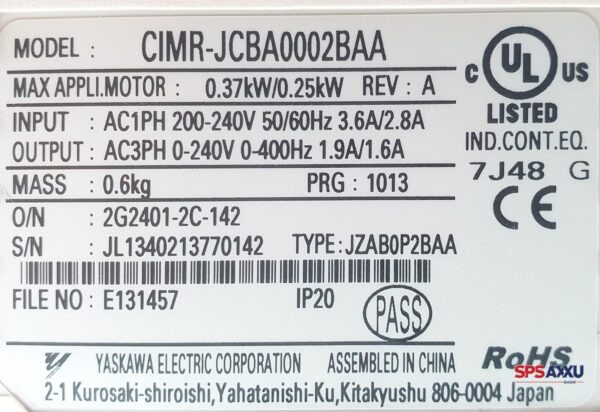 MODEL : CIMR-JCBA0002BAA
MAX APPLI.MOTOR : 0.37kW/0.25kW REV : A
INPUT : AC1PH 200-240V 50/60Hz 3.6A/2.8A
OUTPUT : AC3PH 0-240V 0-400Hz 1.9A/1.6A
MASS : 0.6kg PRG : 1013
O/N : 2G2401-2C-142
S/N : JL1340213770142 TYPE: JZAB0P2BAA
FILE NO : E131457 IP20
PASS
C UL US
LISTED
IND.CONT.EQ.
7J48 G
CE
RoHS
YASKAWA ELECTRIC CORPORATION ASSEMBLED IN CHINA
2-1 Kurosaki-shiroishi,Yahatanishi-Ku,Kitakyushu 806-0004 Japan
SPSAXXU